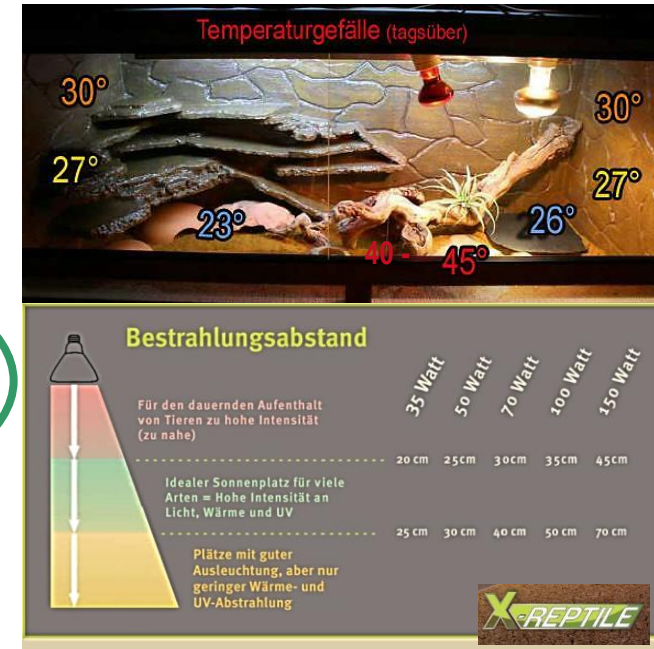 Temperaturgefälle (tagsüber)
30°
30°
27°
27°
23°
26°
40 - 45°
Bestrahlungsabstand
35 Watt
50 Watt
70 Watt
100 Watt
150 Watt
Für den dauernden Aufenthalt
von Tieren zu hohe Intensität
(zu nahe)
20 cm 25cm 30cm 35cm 45cm
Idealer Sonnenplatz für viele
Arten = Hohe Intensität an
Licht, Wärme und UV
25 cm 30 cm 40 cm 50 cm 70 cm
Plätze mit guter
Ausleuchtung, aber nur
geringer Wärme- und
UV-Abstrahlung
X-REPTILE